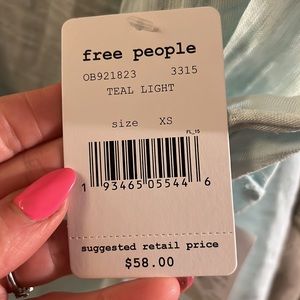 free people
OB921823 3315
TEAL LIGHT
size XS
FL_15
1 93465 05544 6
suggested retail price
$58.00